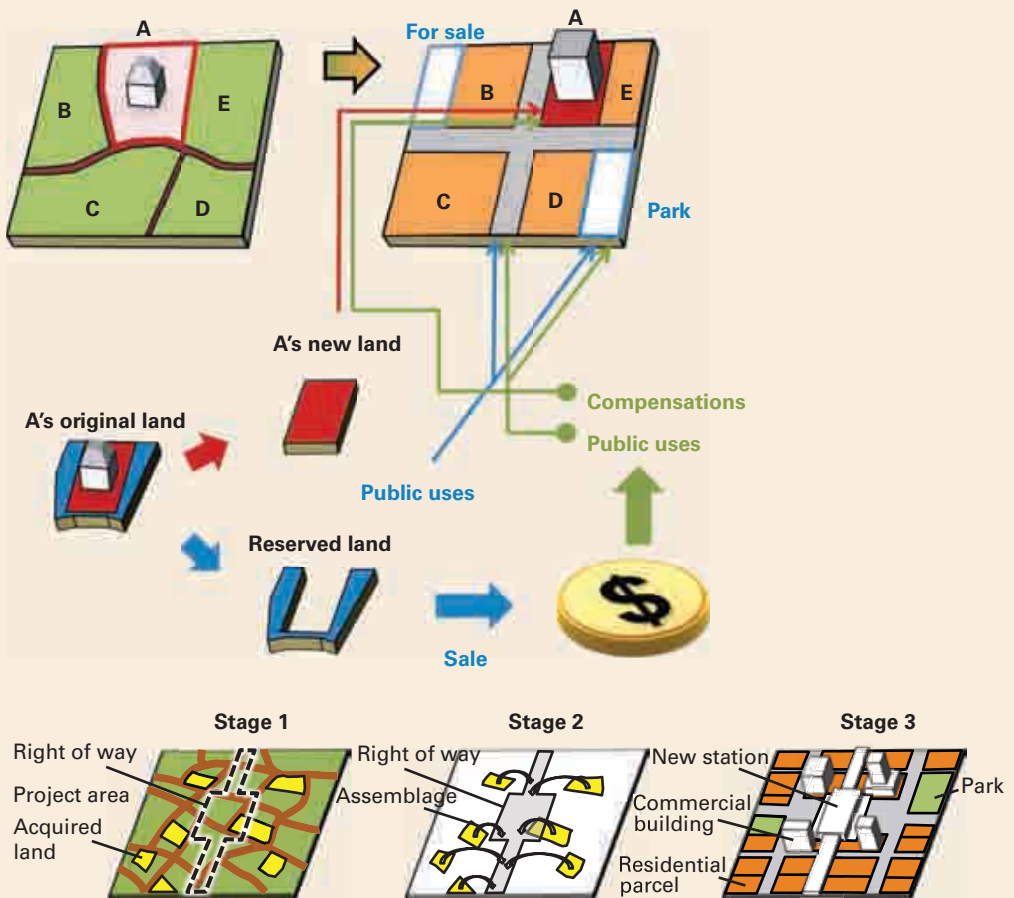 A
For sale
A
B
E
B
E
C
D
C
D
Park
A's new land
A's original land
Compensations
Public uses
Public uses
Reserved land
$
Sale
Stage 1
Stage 2
Stage 3
Right of way
Project area
Acquired
land
Right of way
Assemblage
New station
Commercial
building
Residential
parcel
Park